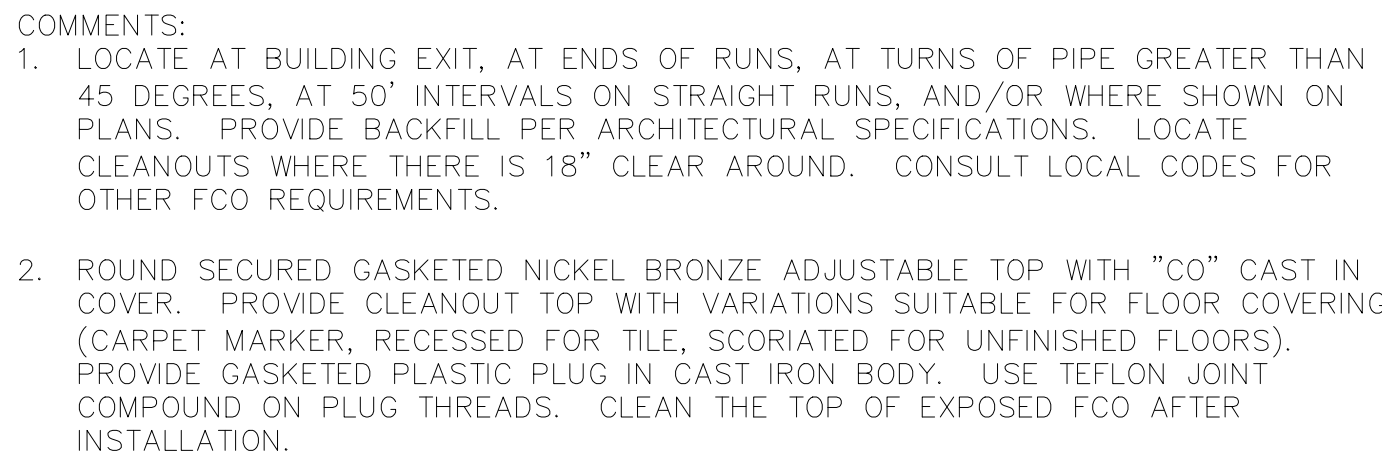 COMMENTS:
1. LOCATE AT BUILDING EXIT, AT ENDS OF RUNS, AT TURNS OF PIPE GREATER THAN
45 DEGREES, AT 50' INTERVALS ON STRAIGHT RUNS, AND/OR WHERE SHOWN ON
PLANS. PROVIDE BACKFILL PER ARCHITECTURAL SPECIFICATIONS. LOCATE
CLEANOUTS WHERE THERE IS 18” CLEAR AROUND. CONSULT LOCAL CODES FOR
OTHER FCO REQUIREMENTS.
2. ROUND SECURED GASKETED NICKEL BRONZE ADJUSTABLE TOP WITH ”CO” CAST IN
COVER. PROVIDE CLEANOUT TOP WITH VARIATIONS SUITABLE FOR FLOOR COVERING
(CARPET MARKER, RECESSED FOR TILE, SCORIATED FOR UNFINISHED FLOORS).
PROVIDE GASKETED PLASTIC PLUG IN CAST IRON BODY. USE TEFLON JOINT
COMPOUND ON PLUG THREADS. CLEAN THE TOP OF EXPOSED FCO AFTER
INSTALLATION.